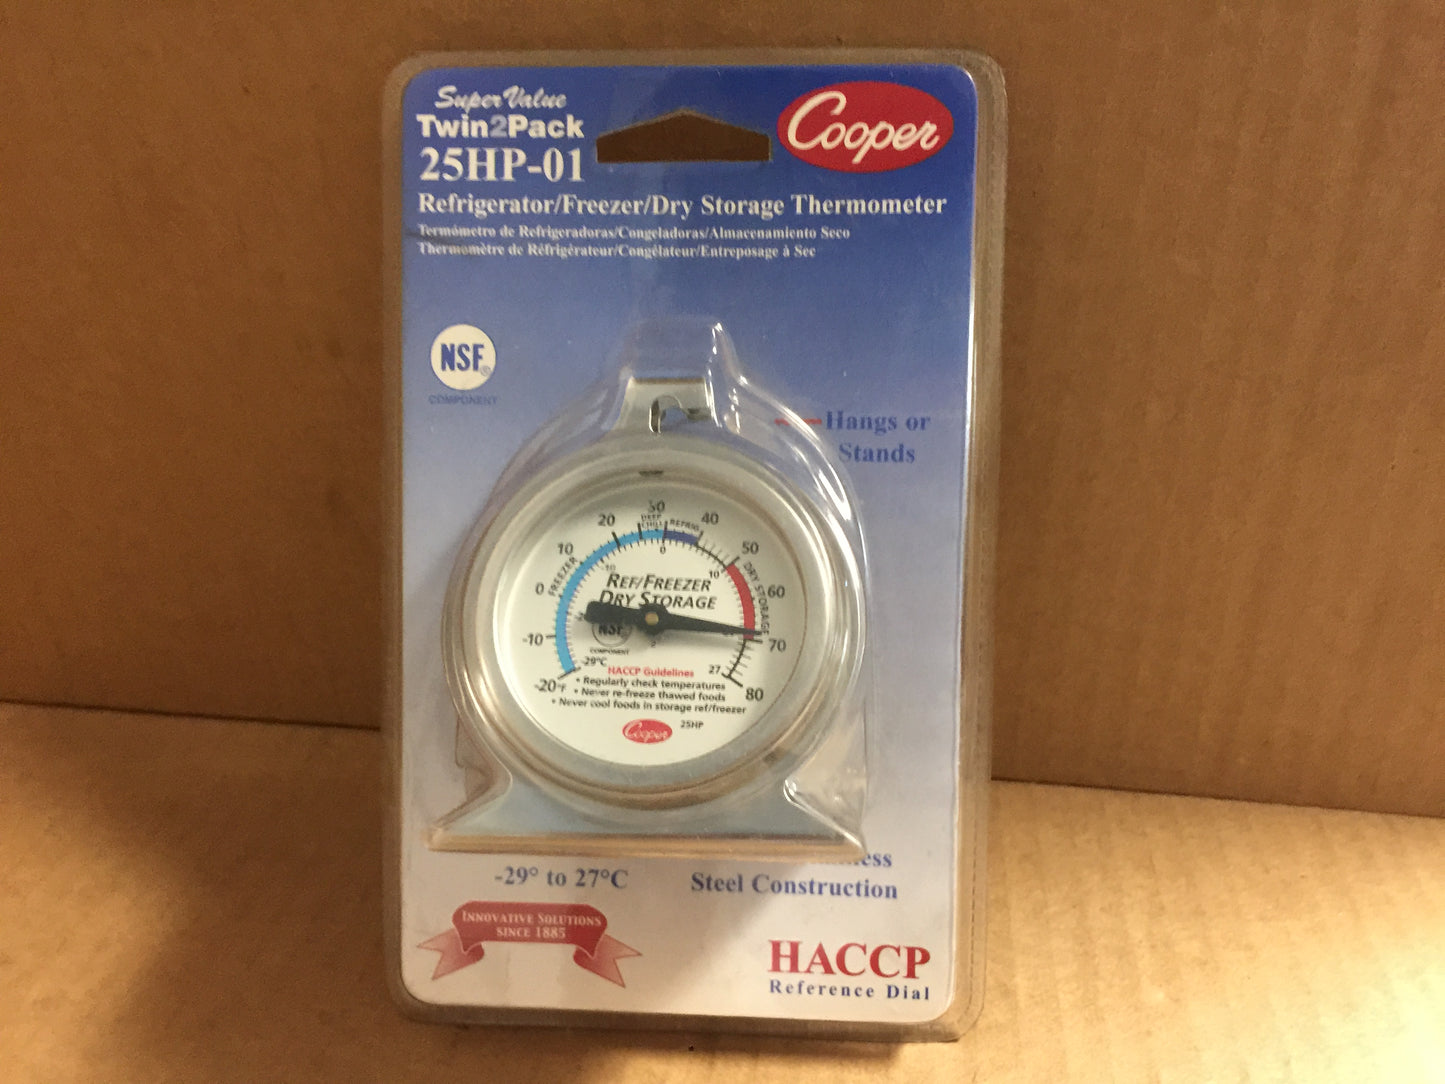 Super Value
Twin2Pack
25HP-01
Cooper
Refrigerator/Freezer/Dry Storage Thermometer
Termómetro de Refrigeradoras/Congeladoras/Almacenamiento Seco
Thermomètre de Réfrigérateur/Congélateur/Entreposage à Sec
NSF
COMPONENT
Hangs or
Stands
-20°F
-10
0
10
20
30
40
50
60
70
80
FREEZER
DEEP
CHILL
REFRIG
DRY STORAGE
-10
0
10
27
-29°C
REF/FREEZER
DRY STORAGE
NSF
COMPONENT
HACCP Guidelines
• Regularly check temperatures
• Never re-freeze thawed foods
• Never cool foods in storage ref/freezer
Cooper
25HP
-29° to 27°C
Steel Construction
INNOVATIVE SOLUTIONS
SINCE 1885
HACCP
Reference Dial